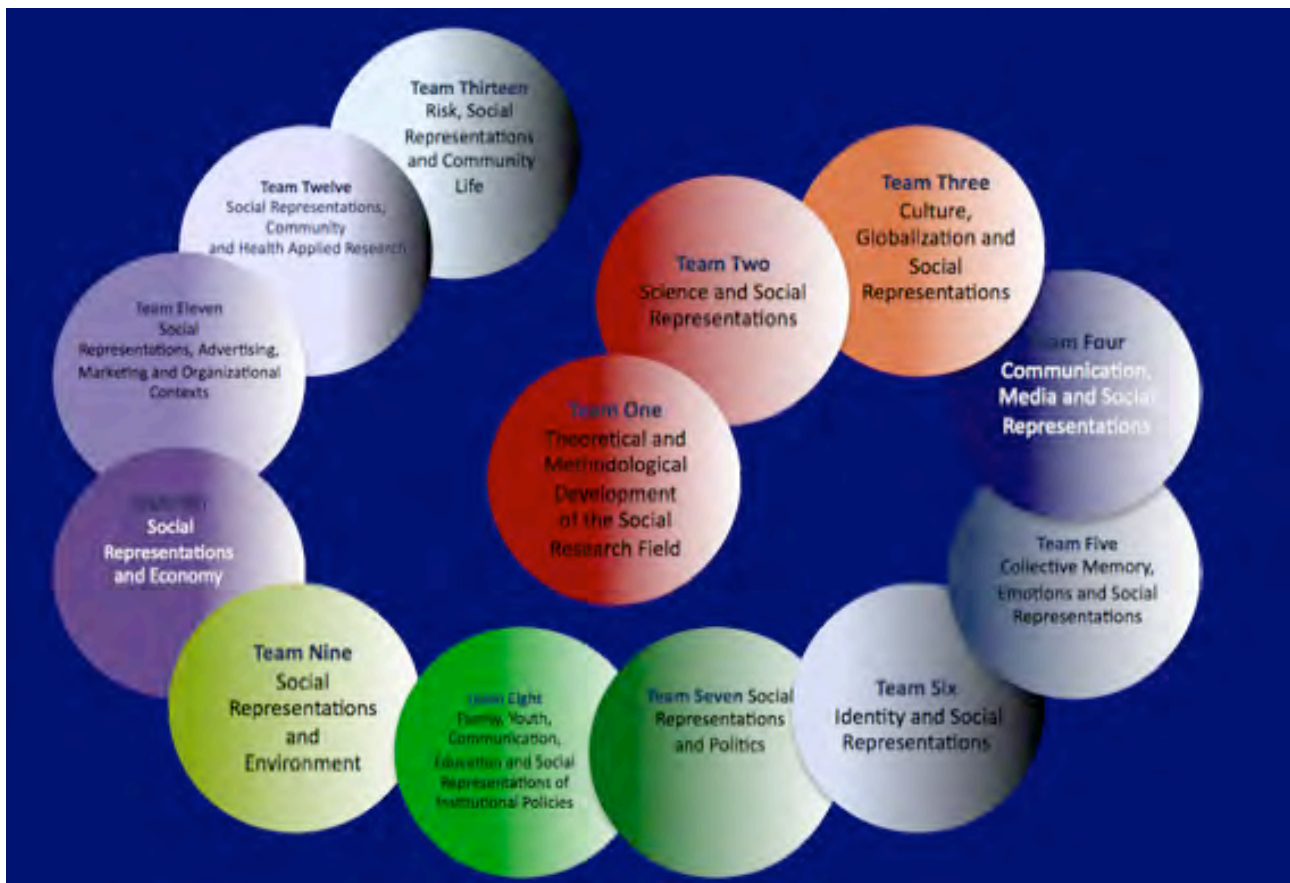 Team One
Theoretical and
Methodological
Development
of the Social
Research Field
Team Two
Science and Social
Representations
Team Three
Culture,
Globalization and
Social
Representations
Team Four
Communication,
Media and Social
Representations
Team Five
Collective Memory,
Emotions and Social
Representations
Team Six
Identity and Social
Representations
Team Seven Social
Representations
and Politics
Team Eight
Family, Youth,
Communication,
Education and Social
Representations of
Institutional Policies
Team Nine
Social
Representations
and
Environment
Social
Representations
and Economy
Team Eleven
Social
Representations, Advertising,
Marketing and Organizational
Contexts
Team Twelve
Social Representations,
Community
and Health Applied Research
Team Thirteen
Risk, Social
Representations
and Community
Life